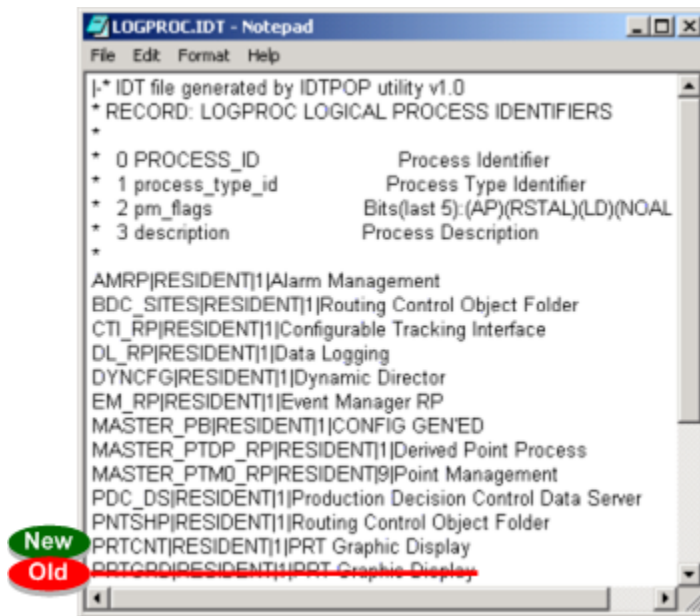 LOGPROC.IDT - Notepad
File Edit Format Help
|-* IDT file generated by IDTPOP utility v1.0
* RECORD: LOGPROC LOGICAL PROCESS IDENTIFIERS
*
* 0 PROCESS_ID Process Identifier
* 1 process_type_id Process Type Identifier
* 2 pm_flags Bits(last 5):(AP)(RSTAL)(LD)(NOAL
* 3 description Process Description
*
AMRP|RESIDENT|1|Alarm Management
BDC_SITES|RESIDENT|1|Routing Control Object Folder
CTI_RP|RESIDENT|1|Configurable Tracking Interface
DL_RP|RESIDENT|1|Data Logging
DYNCFG|RESIDENT|1|Dynamic Director
EM_RP|RESIDENT|1|Event Manager RP
MASTER_PB|RESIDENT|1|CONFIG GEN'ED
MASTER_PTDP_RP|RESIDENT|1|Derived Point Process
MASTER_PTM0_RP|RESIDENT|9|Point Management
PDC_DS|RESIDENT|1|Production Decision Control Data Server
PNTSHP|RESIDENT|1|Routing Control Object Folder
New PRTCNT|RESIDENT|1|PRT Graphic Display
Old PRTGRD|RESIDENT|1|PRT Graphic Display